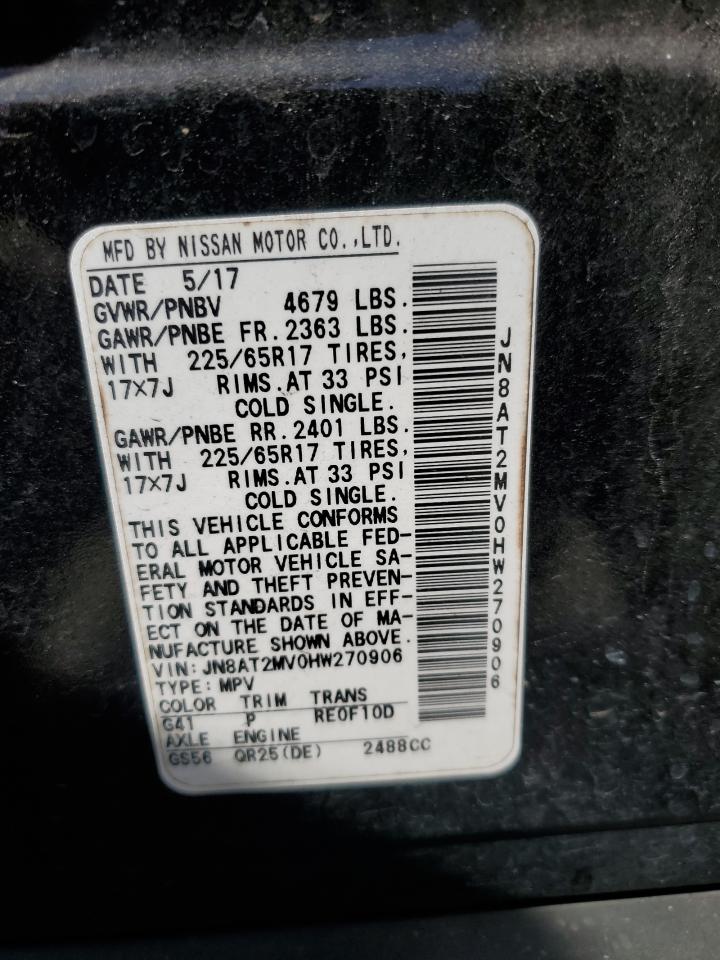 MFD BY NISSAN MOTOR CO.,LTD.
DATE 5/17
GVWR/PNBV 4679 LBS.
GAWR/PNBE FR. 2363 LBS.
WITH 225/65R17 TIRES,
17X7J RIMS. AT 33 PSI
COLD SINGLE.
GAWR/PNBE RR. 2401 LBS.
WITH 225/65R17 TIRES,
17X7J RIMS. AT 33 PSI
COLD SINGLE.
THIS VEHICLE CONFORMS
TO ALL APPLICABLE FED-
ERAL MOTOR VEHICLE SA-
FETY AND THEFT PREVEN-
TION STANDARDS IN EFF-
ECT ON THE DATE OF MA-
NUFACTURE SHOWN ABOVE.
VIN: JN8AT2MV0HW270906
TYPE: MPV
COLOR TRIM TRANS
G41 P RE0F10D
AXLE ENGINE
GS56 QR25(DE) 2488CC
JN8AT2MV0HW270906